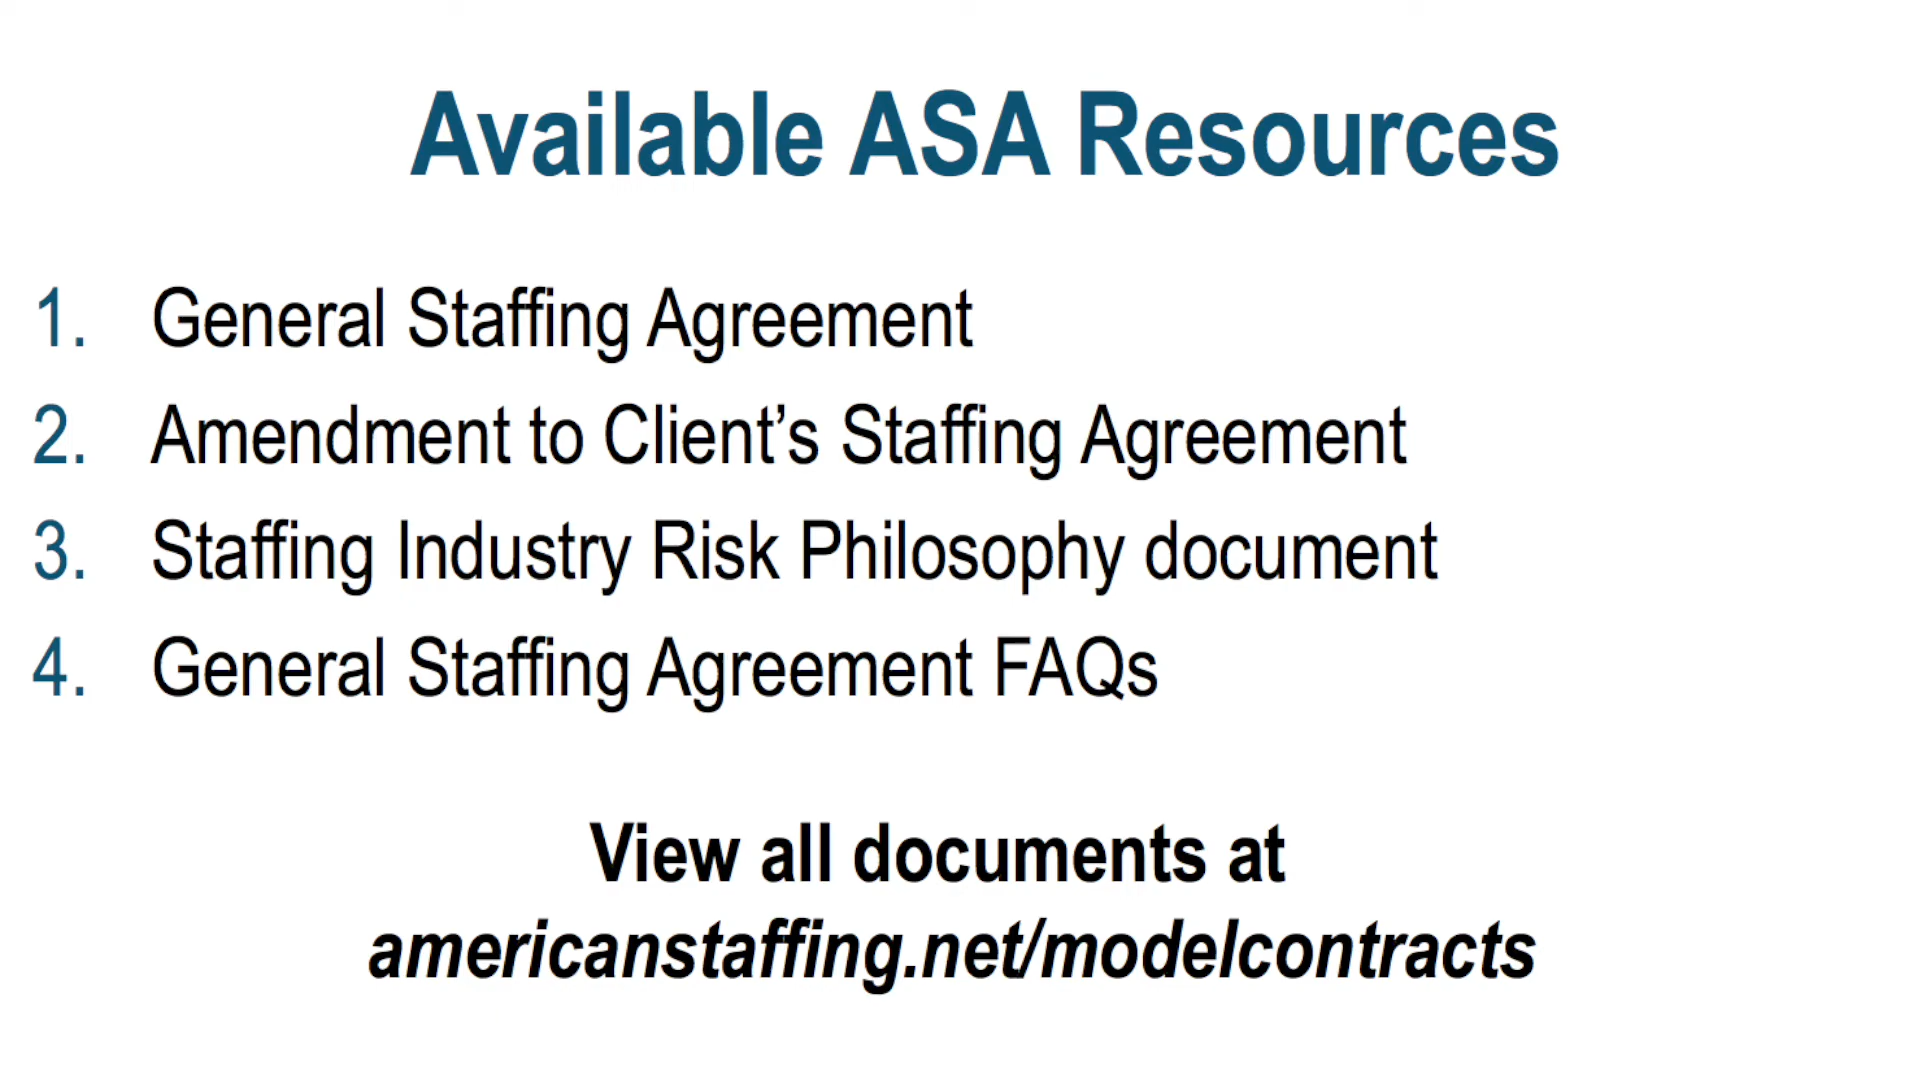 Available ASA Resources
1. General Staffing Agreement
2. Amendment to Client’s Staffing Agreement
3. Staffing Industry Risk Philosophy document
4. General Staffing Agreement FAQs
View all documents at
americanstaffing.net/modelcontracts